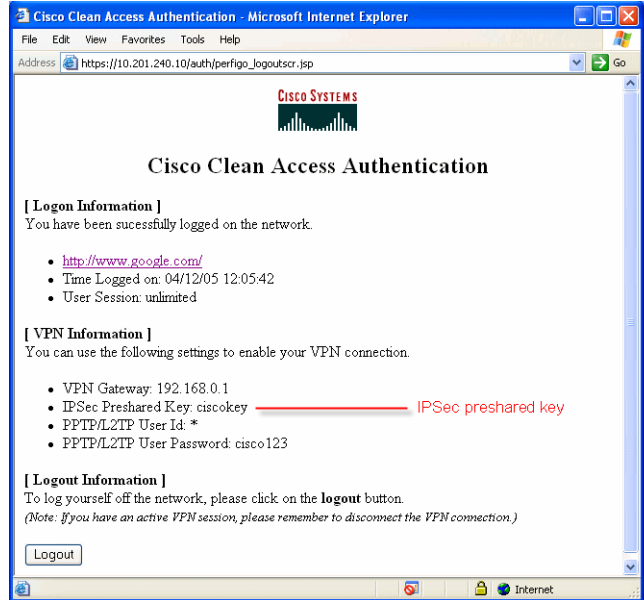 Cisco Clean Access Authentication - Microsoft Internet Explorer
File Edit View Favorites Tools Help
Address https://10.201.240.10/auth/perfigo_logoutscr.jsp Go
CISCO SYSTEMS
Cisco Clean Access Authentication
[ Logon Information ]
You have been sucessfully logged on the network.
• http://www.google.com/
• Time Logged on: 04/12/05 12:05:42
• User Session: unlimited
[ VPN Information ]
You can use the following settings to enable your VPN connection.
• VPN Gateway: 192.168.0.1
• IPSec Preshared Key: ciscokey IPSec preshared key
• PPTP/L2TP User Id: *
• PPTP/L2TP User Password: cisco123
[ Logout Information ]
To log yourself off the network, please click on the logout button.
(Note: If you have an active VPN session, please remember to disconnect the VPN connection.)
Logout
Internet